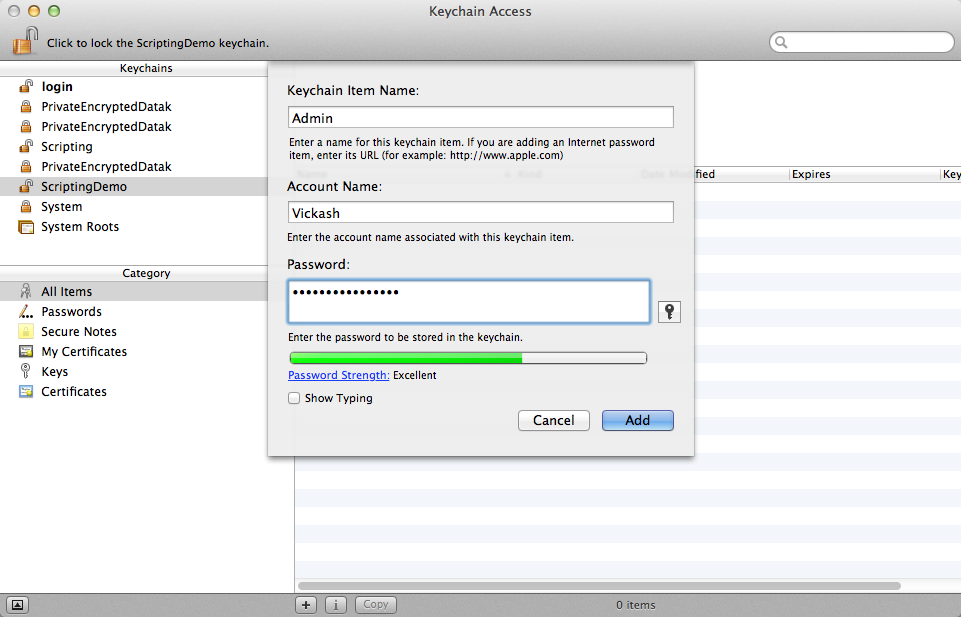 Keychain Access
Click to lock the ScriptingDemo keychain.
Keychains
login
PrivateEncryptedDatak
PrivateEncryptedDatak
Scripting
PrivateEncryptedDatak
ScriptingDemo
System
System Roots
Category
All Items
Passwords
Secure Notes
My Certificates
Keys
Certificates
Keychain Item Name:
Admin
Enter a name for this keychain item. If you are adding an Internet password
item, enter its URL (for example: http://www.apple.com)
Name Kind Date Modified Expires Key
Account Name:
Vickash
Enter the account name associated with this keychain item.
Password:
••••••••••••••••
Enter the password to be stored in the keychain.
Password Strength: Excellent
Show Typing
Cancel Add
+ i Copy 0 items